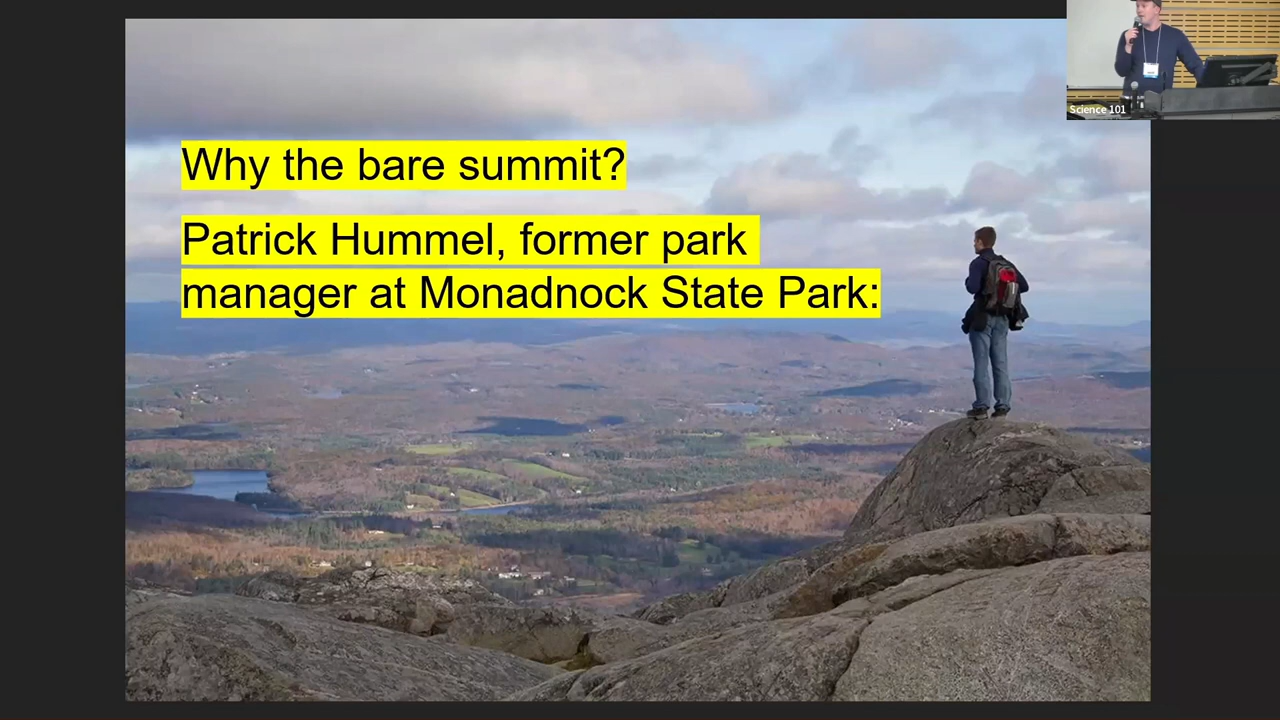 Why the bare summit?
Patrick Hummel, former park
manager at Monadnock State Park:
Science 101